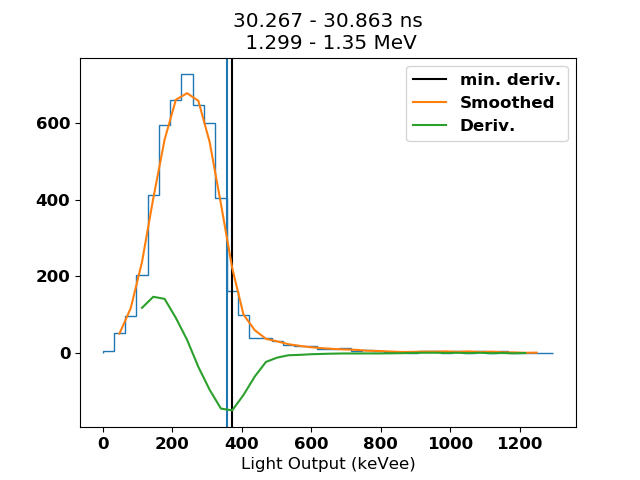 30.267 - 30.863 ns
1.299 - 1.35 MeV
min. deriv.
Smoothed
Deriv.
600
400
200
0
0 200 400 600 800 1000 1200
Light Output (keVee)